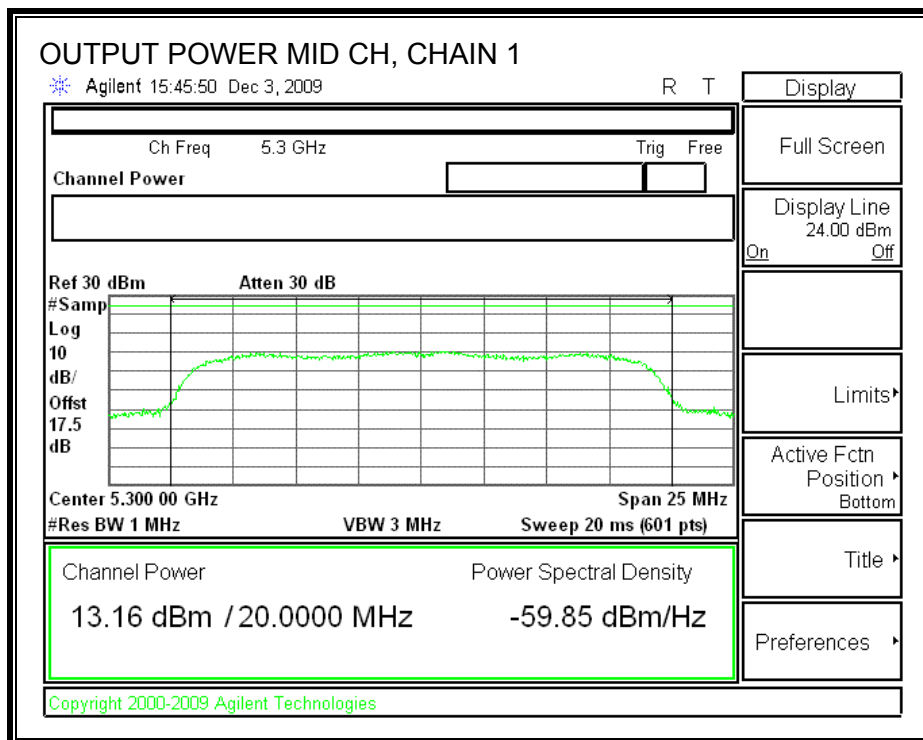 OUTPUT POWER MID CH, CHAIN 1
Agilent 15:45:50 Dec 3, 2009 R T
Display
Ch Freq 5.3 GHz Trig Free
Full Screen
Channel Power
Display Line
24.00 dBm
On Off
Ref 30 dBm Atten 30 dB
#Samp
Log
10
dB/
Offst
17.5
dB
Limits
Active Fctn
Position
Bottom
Center 5.300 00 GHz Span 25 MHz
#Res BW 1 MHz VBW 3 MHz Sweep 20 ms (601 pts)
Channel Power Power Spectral Density
Title
13.16 dBm / 20.0000 MHz -59.85 dBm/Hz
Preferences
Copyright 2000-2009 Agilent Technologies